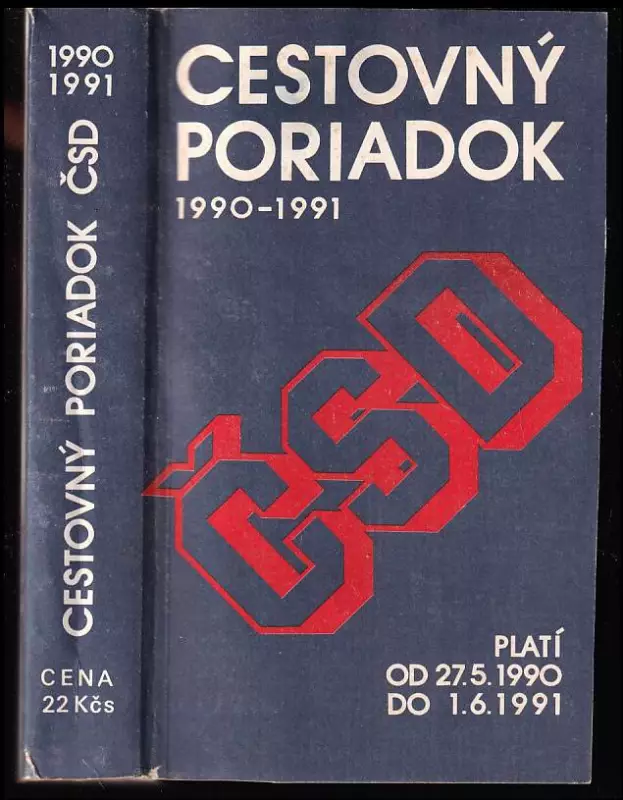 1990
1991
CESTOVNÝ PORIADOK ČSD
CENA
22 Kčs
CESTOVNÝ
PORIADOK
1990-1991
ČSD
PLATÍ
OD 27.5.1990
DO 1.6.1991